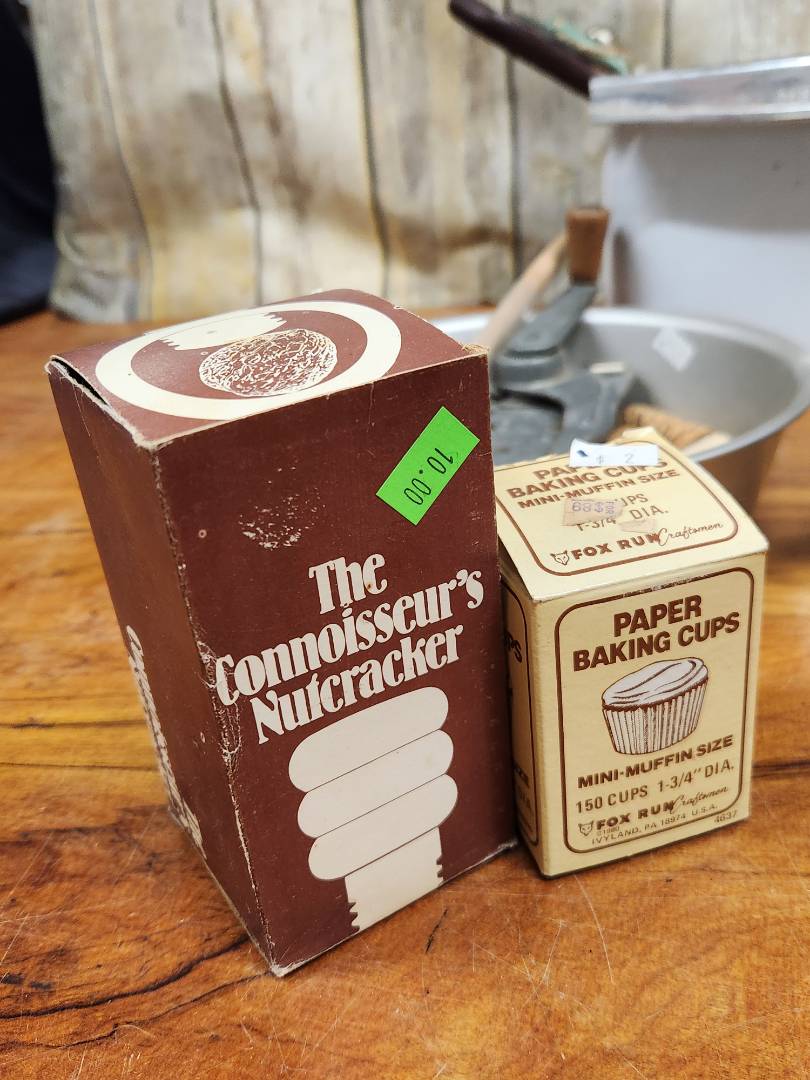 10.00
The
Connoisseur's
Nutcracker
$ 2
BAKING CUPS
MINI-MUFFIN SIZE
1-3/4" DIA.
FOX RUN Craftsmen
PAPER
BAKING CUPS
MINI-MUFFIN SIZE
150 CUPS 1-3/4" DIA.
FOX RUN Craftsmen
©1980
IVYLAND, PA 18974 U.S.A.
4637